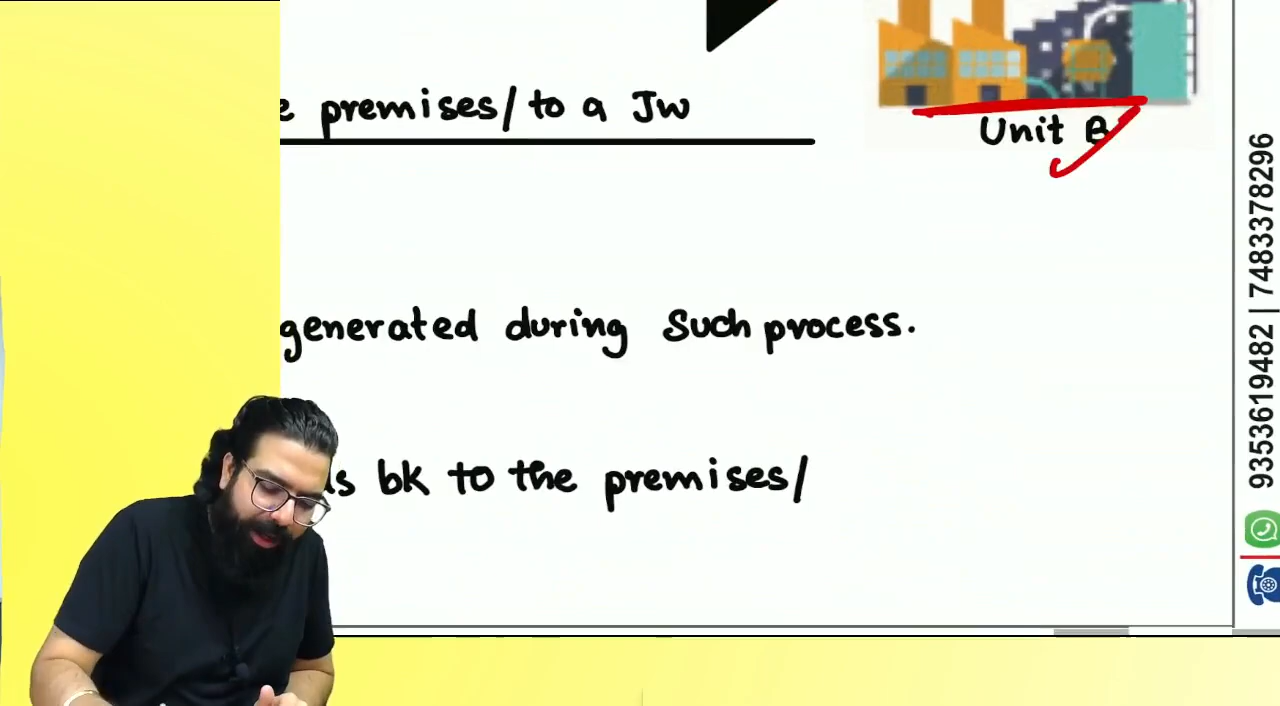 premises/ to a JW
Unit B
generated during Such process.
bk to the premises/
9353619482 | 7483378296